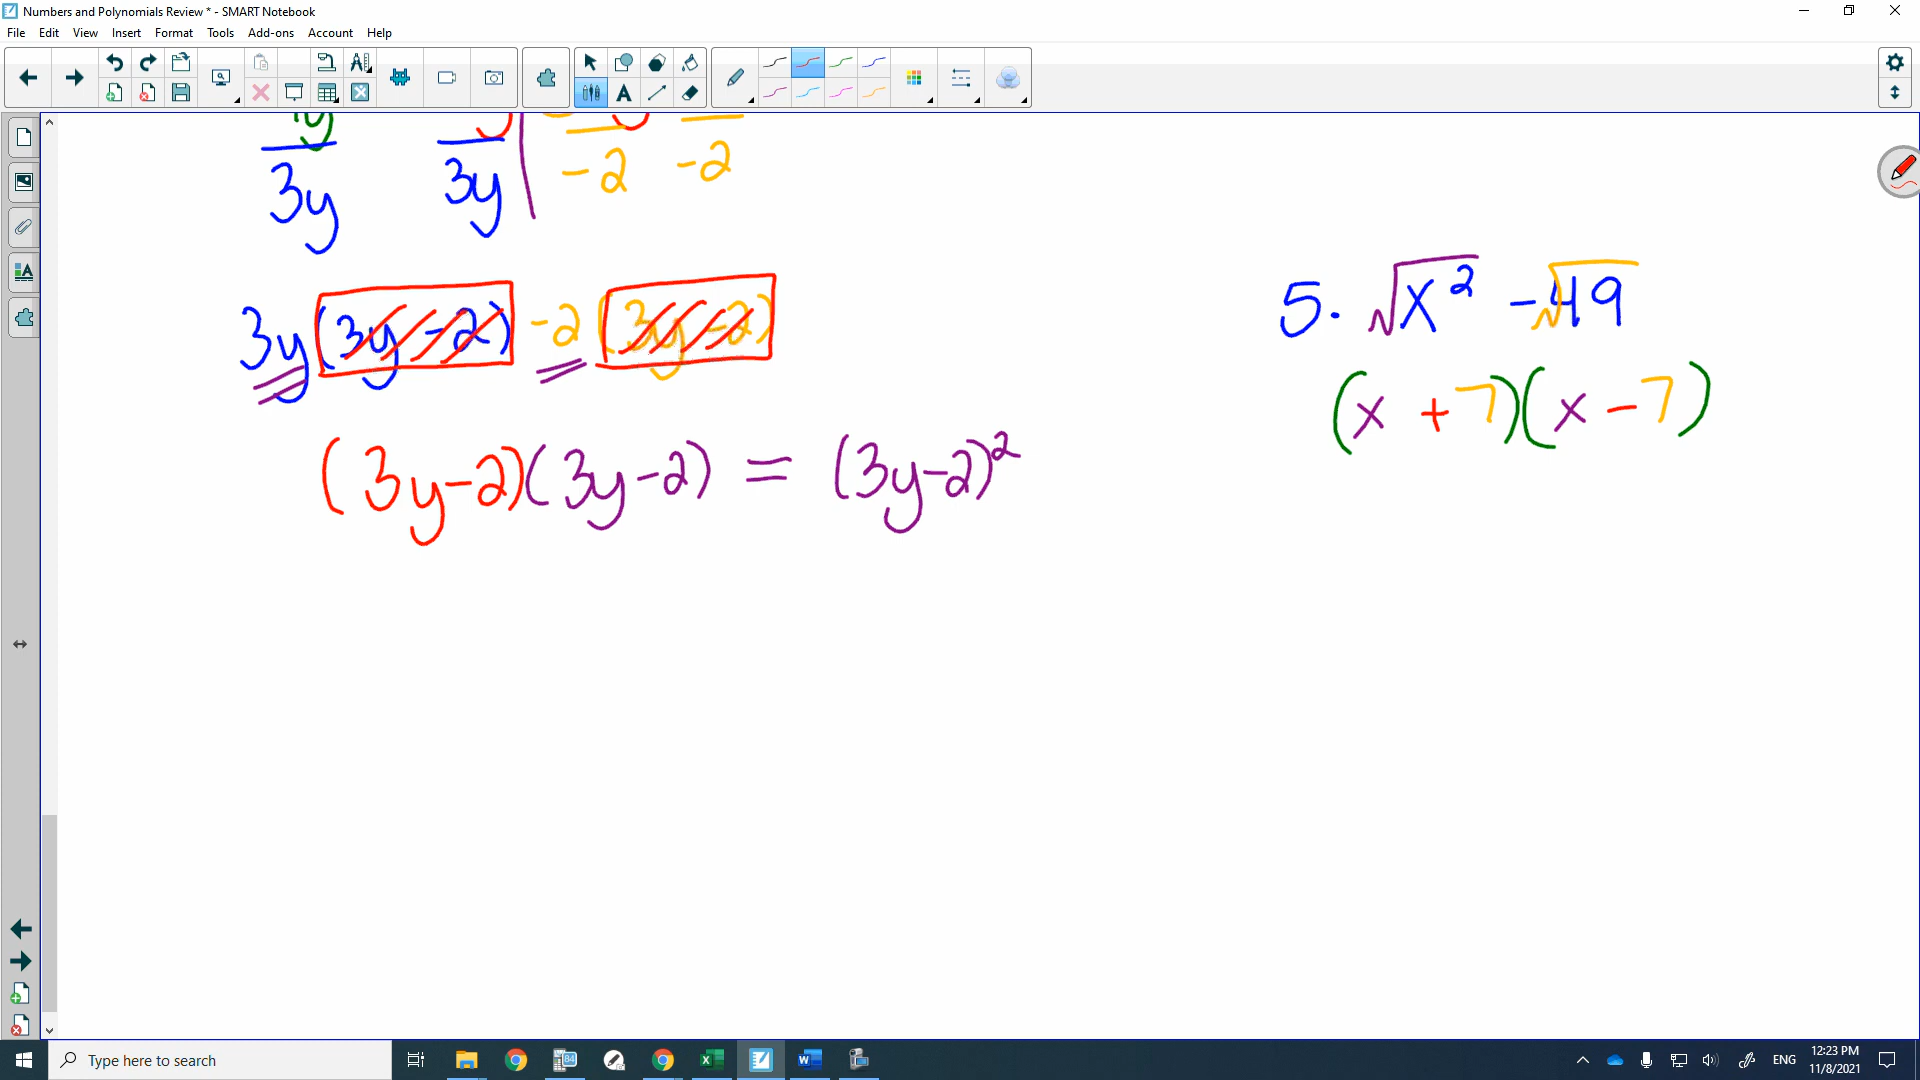 Numbers and Polynomials Review * - SMART Notebook
File Edit View Insert Format Tools Add-ons Account Help
3y 3y -2 -2
3y(3y-2) -2(3y-2)
(3y-2)(3y-2) = (3y-2)²
5. √x² - √49
(x + 7)(x - 7)
Type here to search
ENG
12:23 PM
11/8/2021